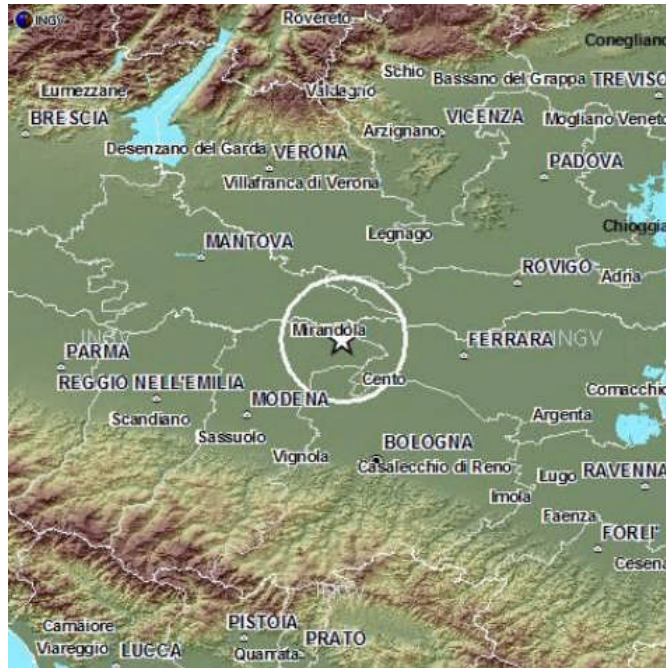 INGV
Rovereto
Conegliano
Schio
Bassano del Grappa
TREVISO
Lumezzane
Valdagno
BRESCIA
Arzignano
VICENZA
Mogliano Veneto
Desenzano del Garda
VERONA
PADOVA
Villafranca di Verona
Chioggia
Legnago
MANTOVA
ROVIGO
Adria
Mirandola
INGV
FERRARA
INGV
PARMA
Cento
REGGIO NELL'EMILIA
Comacchio
MODENA
Scandiano
Argenta
Sassuolo
BOLOGNA
Vignola
Casalecchio di Reno
Lugo
RAVENNA
Imola
Faenza
FORLI'
Cesena
INGV
Camaiore
PISTOIA
Viareggio
LUCCA
PRATO
Quarrata